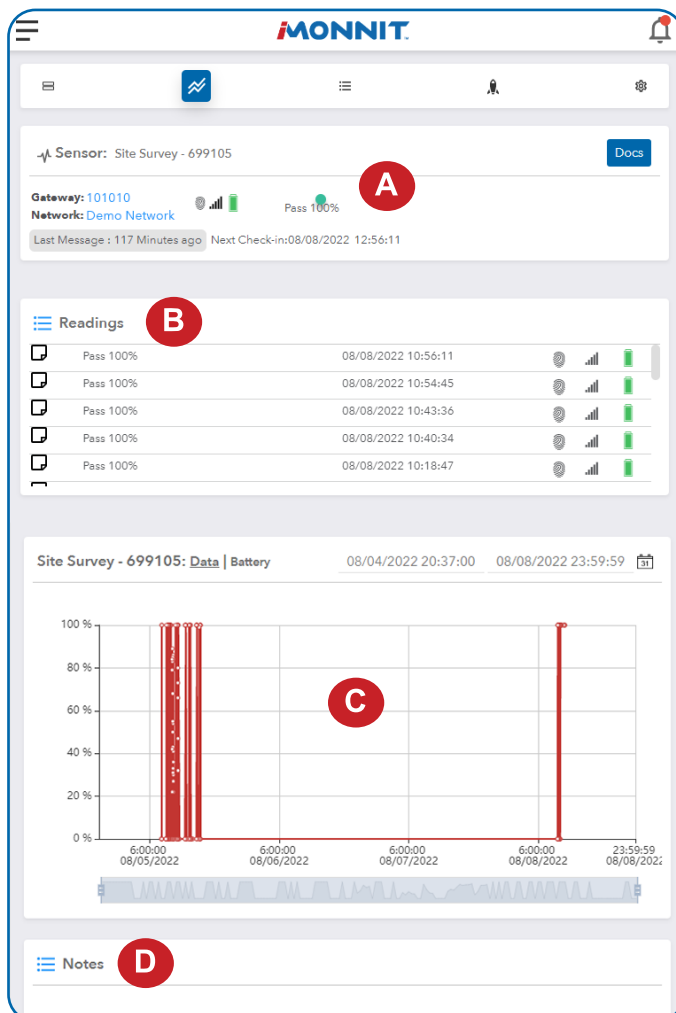 iMONNIT
Sensor: Site Survey - 699105 Docs
A
Gateway: 101010
Pass 100%
Network: Demo Network
Last Message : 117 Minutes ago Next Check-in:08/08/2022 12:56:11
Readings B
Pass 100% 08/08/2022 10:56:11
Pass 100% 08/08/2022 10:54:45
Pass 100% 08/08/2022 10:43:36
Pass 100% 08/08/2022 10:40:34
Pass 100% 08/08/2022 10:18:47
Site Survey - 699105: Data | Battery 08/04/2022 20:37:00 08/08/2022 23:59:59 31
100 %
80 %
60 %
C
40 %
20 %
0 %
6:00:00 6:00:00 6:00:00 6:00:00 23:59:59
08/05/2022 08/06/2022 08/07/2022 08/08/2022 08/08/2022
Notes D